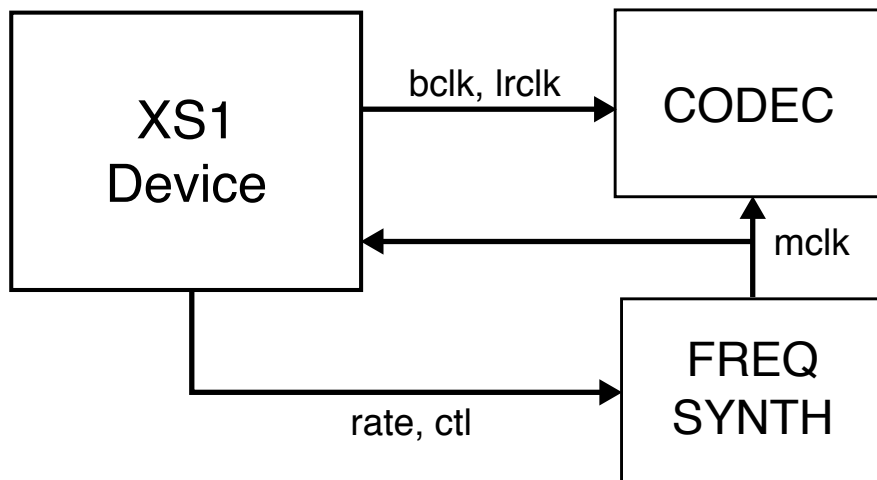 XS1
Device
bclk, lrclk
CODEC
mclk
rate, ctl
FREQ
SYNTH